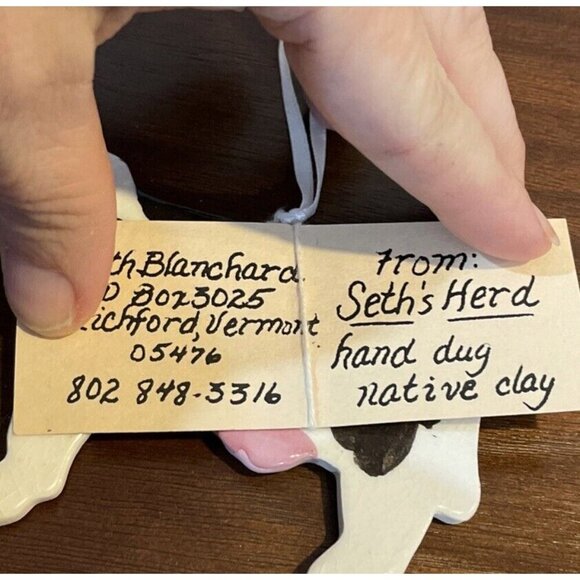 th Blanchard
O Box 3025
ichford, Vermont
05476
802 848-3316
From:
Seth's Herd
hand dug
native clay